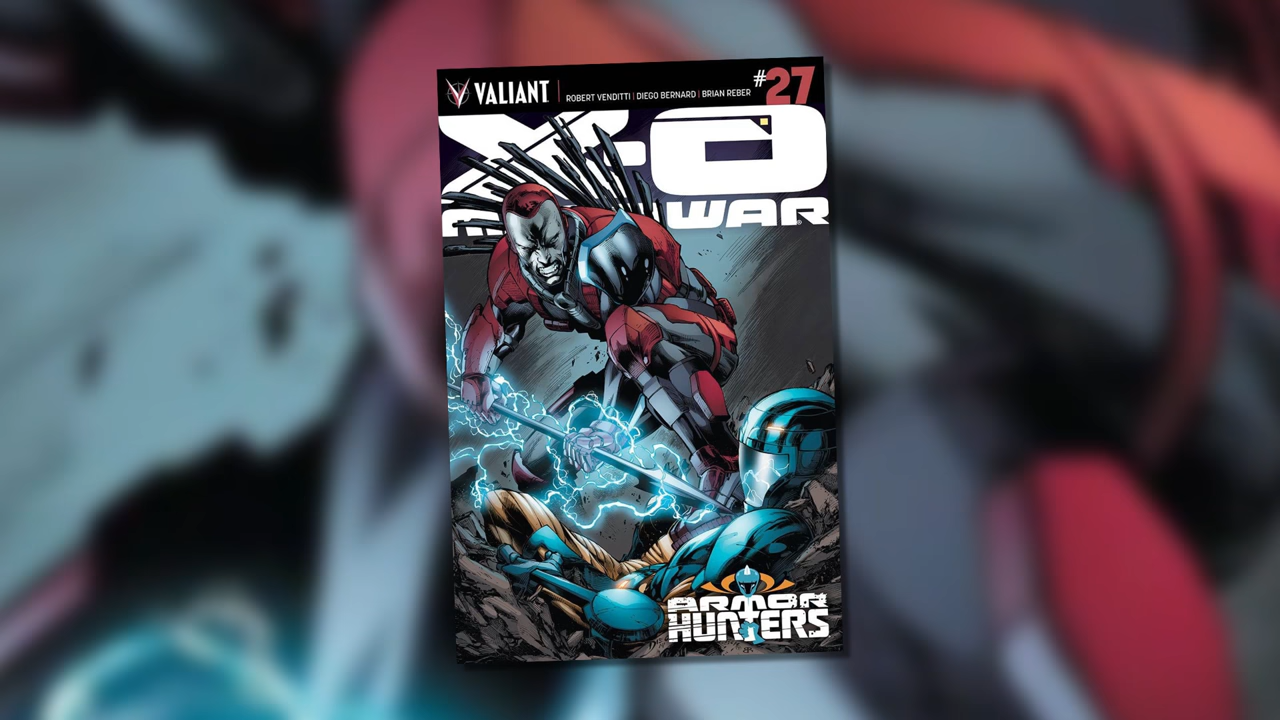 VALIANT
ROBERT VENDITTI | DIEGO BERNARD | BRIAN REBER
#27
X-O
WAR
ARMOR
HUNTERS